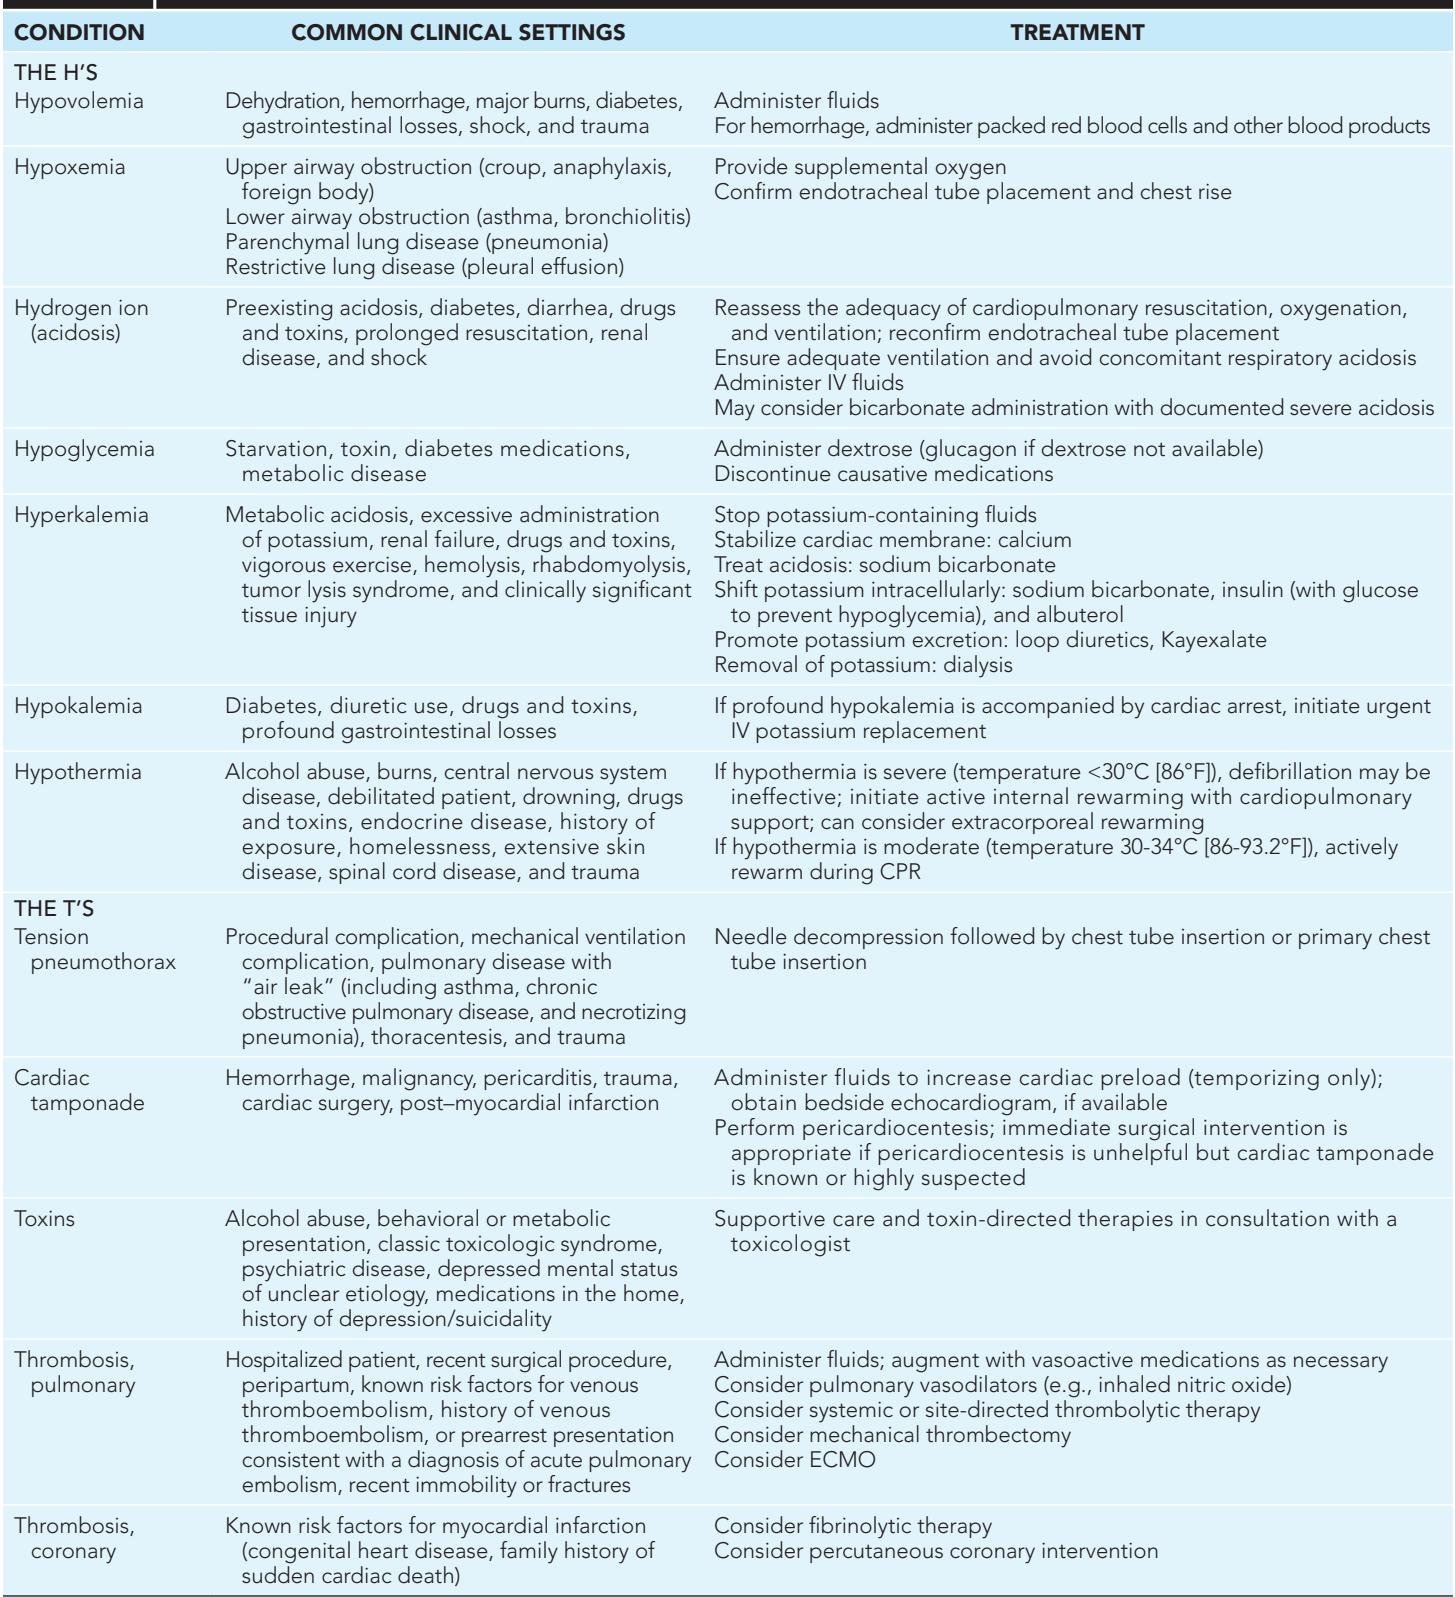 CONDITION COMMON CLINICAL SETTINGS TREATMENT
THE H’S
Hypovolemia
Dehydration, hemorrhage, major burns, diabetes,
gastrointestinal losses, shock, and trauma
Administer fluids
For hemorrhage, administer packed red blood cells and other blood products
Hypoxemia
Upper airway obstruction (croup, anaphylaxis,
foreign body)
Lower airway obstruction (asthma, bronchiolitis)
Parenchymal lung disease (pneumonia)
Restrictive lung disease (pleural effusion)
Provide supplemental oxygen
Confirm endotracheal tube placement and chest rise
Hydrogen ion
(acidosis)
Preexisting acidosis, diabetes, diarrhea, drugs
and toxins, prolonged resuscitation, renal
disease, and shock
Reassess the adequacy of cardiopulmonary resuscitation, oxygenation,
and ventilation; reconfirm endotracheal tube placement
Ensure adequate ventilation and avoid concomitant respiratory acidosis
Administer IV fluids
May consider bicarbonate administration with documented severe acidosis
Hypoglycemia
Starvation, toxin, diabetes medications,
metabolic disease
Administer dextrose (glucagon if dextrose not available)
Discontinue causative medications
Hyperkalemia
Metabolic acidosis, excessive administration
of potassium, renal failure, drugs and toxins,
vigorous exercise, hemolysis, rhabdomyolysis,
tumor lysis syndrome, and clinically significant
tissue injury
Stop potassium-containing fluids
Stabilize cardiac membrane: calcium
Treat acidosis: sodium bicarbonate
Shift potassium intracellularly: sodium bicarbonate, insulin (with glucose
to prevent hypoglycemia), and albuterol
Promote potassium excretion: loop diuretics, Kayexalate
Removal of potassium: dialysis
Hypokalemia
Diabetes, diuretic use, drugs and toxins,
profound gastrointestinal losses
If profound hypokalemia is accompanied by cardiac arrest, initiate urgent
IV potassium replacement
Hypothermia
Alcohol abuse, burns, central nervous system
disease, debilitated patient, drowning, drugs
and toxins, endocrine disease, history of
exposure, homelessness, extensive skin
disease, spinal cord disease, and trauma
If hypothermia is severe (temperature <30°C [86°F]), defibrillation may be
ineffective; initiate active internal rewarming with cardiopulmonary
support; can consider extracorporeal rewarming
If hypothermia is moderate (temperature 30-34°C [86-93.2°F]), actively
rewarm during CPR
THE T’S
Tension
pneumothorax
Procedural complication, mechanical ventilation
complication, pulmonary disease with
“air leak” (including asthma, chronic
obstructive pulmonary disease, and necrotizing
pneumonia), thoracentesis, and trauma
Needle decompression followed by chest tube insertion or primary chest
tube insertion
Cardiac
tamponade
Hemorrhage, malignancy, pericarditis, trauma,
cardiac surgery, post–myocardial infarction
Administer fluids to increase cardiac preload (temporizing only);
obtain bedside echocardiogram, if available
Perform pericardiocentesis; immediate surgical intervention is
appropriate if pericardiocentesis is unhelpful but cardiac tamponade
is known or highly suspected
Toxins
Alcohol abuse, behavioral or metabolic
presentation, classic toxicologic syndrome,
psychiatric disease, depressed mental status
of unclear etiology, medications in the home,
history of depression/suicidality
Supportive care and toxin-directed therapies in consultation with a
toxicologist
Thrombosis,
pulmonary
Hospitalized patient, recent surgical procedure,
peripartum, known risk factors for venous
thromboembolism, history of venous
thromboembolism, or prearrest presentation
consistent with a diagnosis of acute pulmonary
embolism, recent immobility or fractures
Administer fluids; augment with vasoactive medications as necessary
Consider pulmonary vasodilators (e.g., inhaled nitric oxide)
Consider systemic or site-directed thrombolytic therapy
Consider mechanical thrombectomy
Consider ECMO
Thrombosis,
coronary
Known risk factors for myocardial infarction
(congenital heart disease, family history of
sudden cardiac death)
Consider fibrinolytic therapy
Consider percutaneous coronary intervention